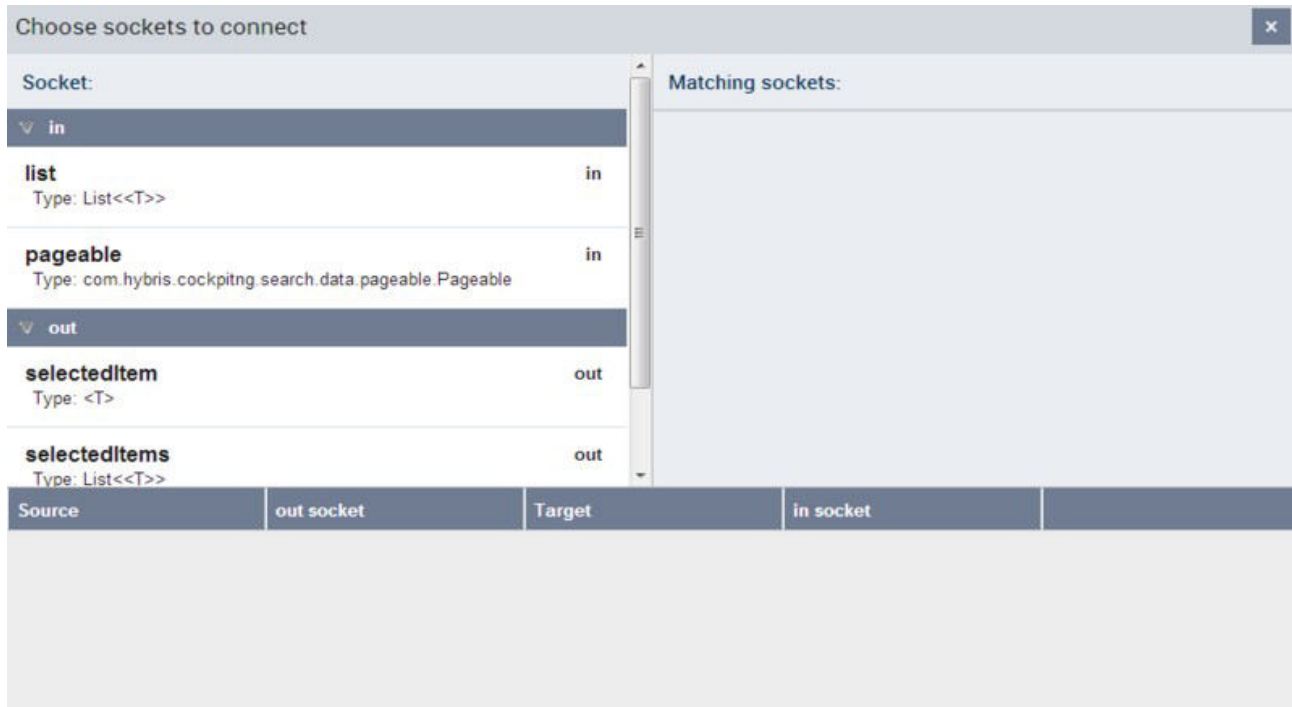 Choose sockets to connect
×
Socket:
Matching sockets:
in
list in
Type: List<<T>>
pageable in
Type: com.hybris.cockpitng.search.data.pageable.Pageable
out
selectedItem out
Type: <T>
selectedItems out
Type: List<<T>>
Source out socket Target in socket